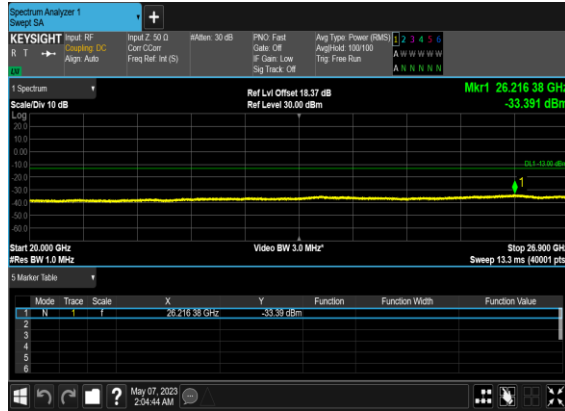 Spectrum Analyzer 1
Swept SA
+
KEYSIGHT Input: RF Input Z: 50 Ω #Atten: 30 dB PNO: Fast Avg Type: Power (RMS) 1 2 3 4 5 6
R T Coupling: DC Corr CCorr Gate: Off Avg|Hold: 100/100 A W W W W W
Align: Auto Freq Ref: Int (S) IF Gain: Low Trig: Free Run
Sig Track: Off A N N N N N
1 Spectrum
Ref Lvl Offset 18.37 dB Mkr1 26.216 38 GHz
Scale/Div 10 dB Ref Level 30.00 dBm -33.391 dBm
Log
20.0
10.0
0.00
-10.0 DL1 -13.00 dBm
-20.0 1
-30.0
-40.0
-50.0
-60.0
Start 20.000 GHz Video BW 3.0 MHz* Stop 26.900 GHz
#Res BW 1.0 MHz Sweep 13.3 ms (40001 pts)
5 Marker Table
Mode Trace Scale X Y Function Function Width Function Value
1 N 1 f 26.216 38 GHz -33.39 dBm
2
3
4
5
6
? May 07, 2023
2:04:44 AM